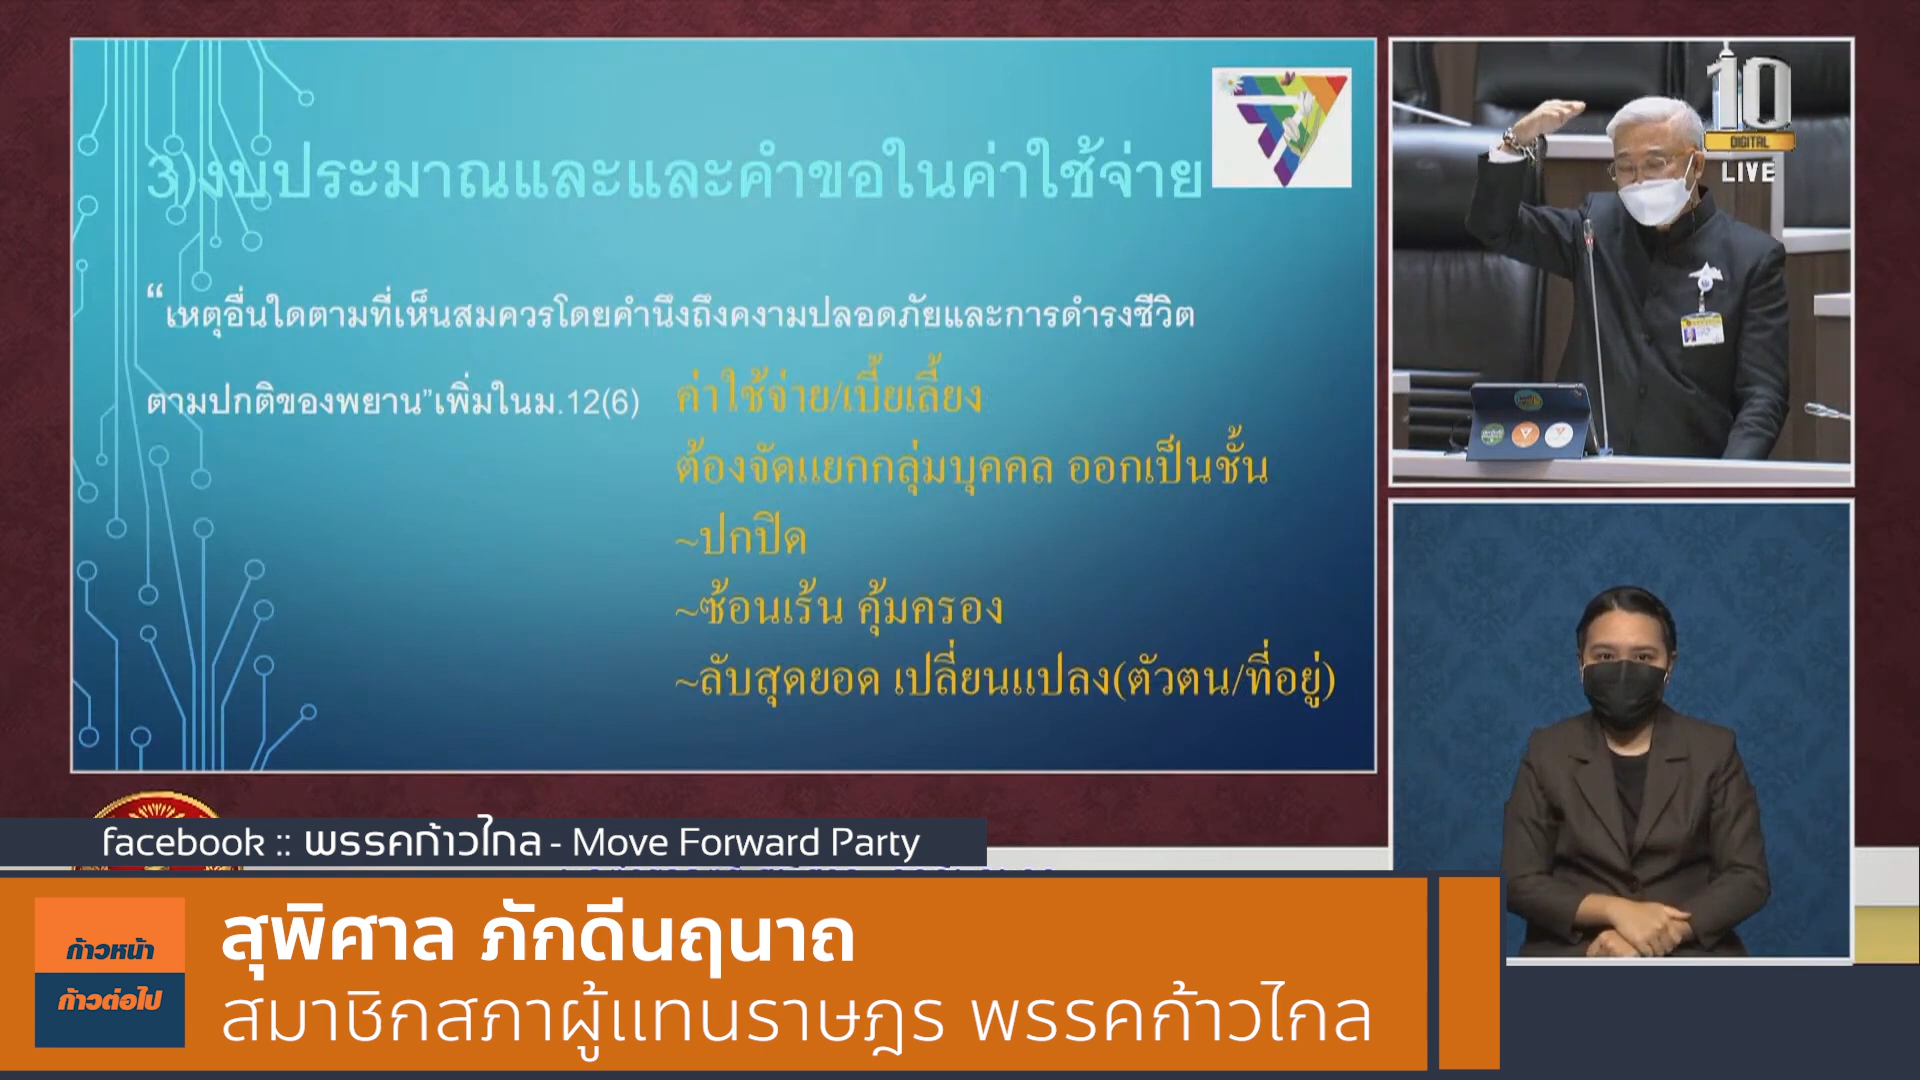 3)งบประมาณและและคำขอในค่าใช้จ่าย
“เหตุอื่นใดตามที่เห็นสมควรโดยคำนึงถึงคงามปลอดภัยและการดำรงชีวิต
ตามปกติของพยาน”เพิ่มในม.12(6)
ค่าใช้จ่าย/เบี้ยเลี้ยง
ต้องจัดแยกกลุ่มบุคคล ออกเป็นชั้น
~ปกปิด
~ซ้อนเร้น คุ้มครอง
~ลับสุดยอด เปลี่ยนแปลง(ตัวตน/ที่อยู่)
10
DIGITAL
LIVE
facebook :: พรรคก้าวไกล - Move Forward Party
ก้าวหน้า
ก้าวต่อไป
สุพิศาล ภักดีนฤนาถ
สมาชิกสภาผู้แทนราษฎร พรรคก้าวไกล